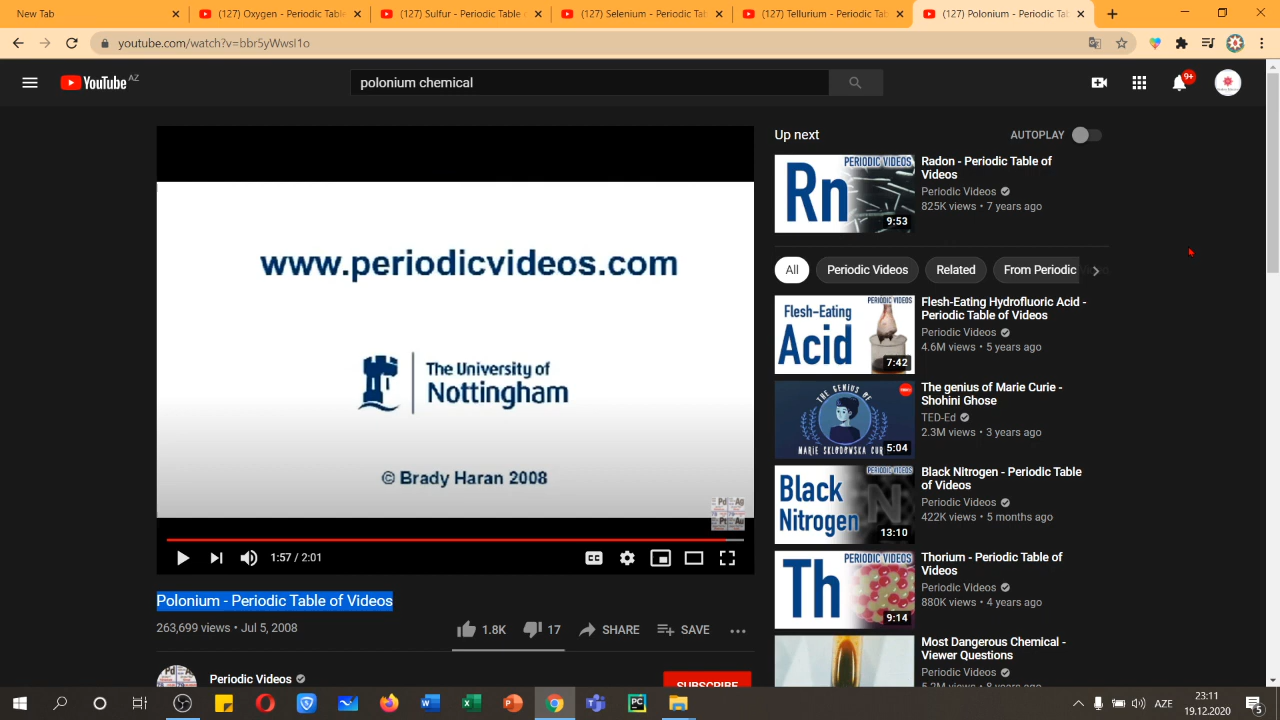 New Tab
(127) Oxygen - Periodic Table
(127) Sulfur - Periodic Table
(127) Selenium - Periodic Tab
(127) Tellurium - Periodic Tab
(127) Polonium - Periodic Tab
youtube.com/watch?v=bbr5yWwsI1o
YouTube AZ
polonium chemical
9+
www.periodicvideos.com
The University of
Nottingham
© Brady Haran 2008
1:57 / 2:01
Polonium - Periodic Table of Videos
263,699 views • Jul 5, 2008
1.8K 17 SHARE SAVE
Periodic Videos
SUBSCRIBE
Up next
AUTOPLAY
PERIODIC VIDEOS
Rn
9:53
Radon - Periodic Table of
Videos
Periodic Videos
825K views • 7 years ago
All Periodic Videos Related From Periodic
PERIODIC VIDEOS
Flesh-Eating
Acid
7:42
Flesh-Eating Hydrofluoric Acid -
Periodic Table of Videos
Periodic Videos
4.6M views • 5 years ago
THE GENIUS OF
MARIE SKLODOWSKA CUR
5:04
The genius of Marie Curie -
Shohini Ghose
TED-Ed
2.3M views • 3 years ago
PERIODIC VIDEOS
Black
Nitrogen
13:10
Black Nitrogen - Periodic Table
of Videos
Periodic Videos
422K views • 5 months ago
PERIODIC VIDEOS
Th
9:14
Thorium - Periodic Table of
Videos
Periodic Videos
880K views • 4 years ago
Most Dangerous Chemical -
Viewer Questions
Periodic Videos
AZE
23:11
19.12.2020
5